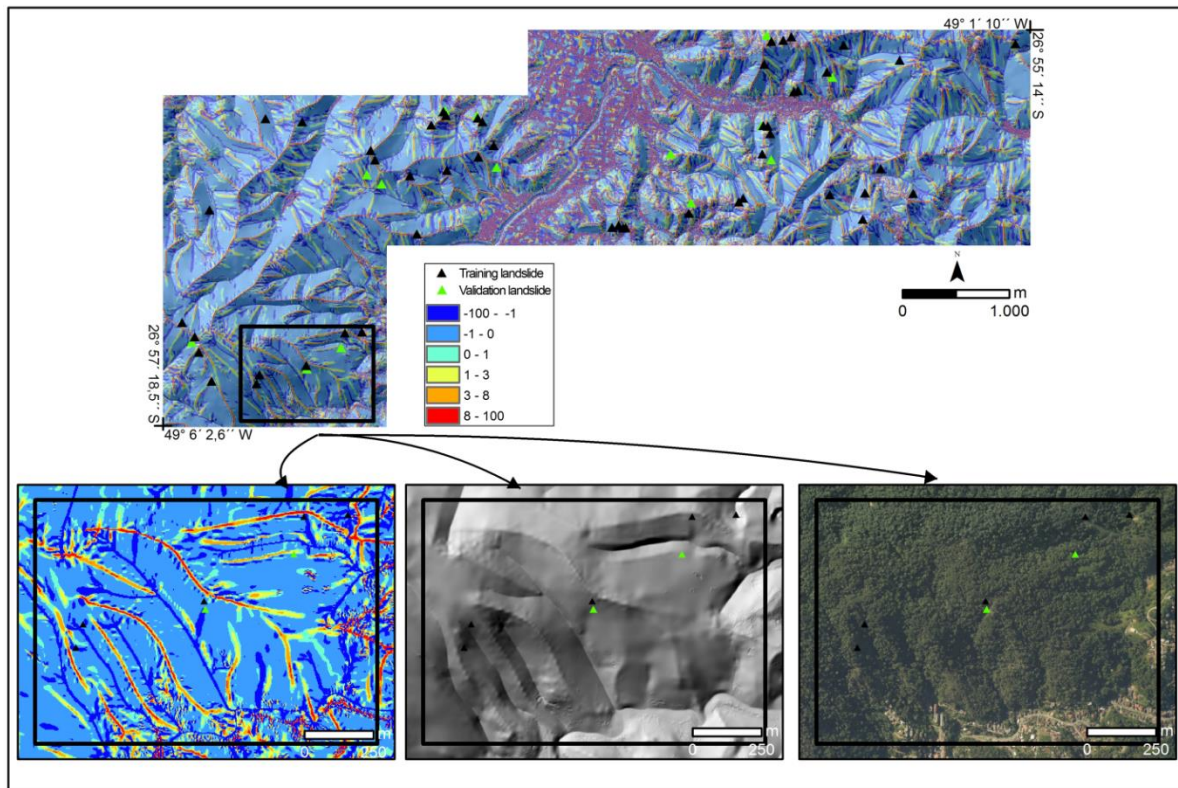 49° 1´ 10´´ W
26° 55´ 14´´ S
N
m
0 1.000
Training landslide
Validation landslide
-100 - -1
-1 - 0
0 - 1
1 - 3
3 - 8
8 - 100
26° 57´ 18,5´´ S
49° 6´ 2,6´´ W
m
0 250
m
0 250
m
0 250